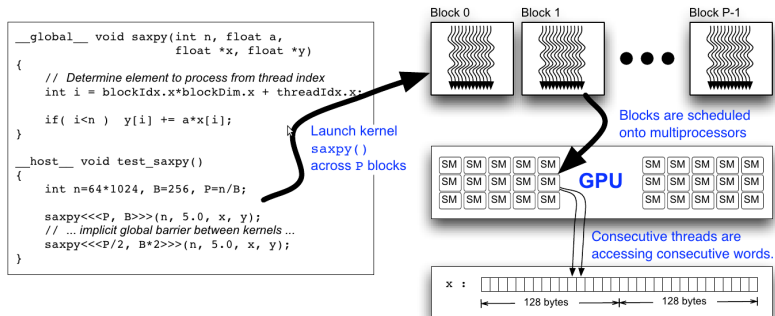 __global__ void saxpy(int n, float a,
float *x, float *y)
{
// Determine element to process from thread index
int i = blockIdx.x*blockDim.x + threadIdx.x;
if( i<n ) y[i] += a*x[i];
}
__host__ void test_saxpy()
{
int n=64*1024, B=256, P=n/B;
saxpy<<<P, B>>>(n, 5.0, x, y);
// ... implicit global barrier between kernels ...
saxpy<<<P/2, B*2>>>(n, 5.0, x, y);
}
Launch kernel
saxpy()
across P blocks
Block 0 Block 1 Block P-1
Blocks are scheduled
onto multiprocessors
SM SM SM SM SM SM SM SM SM SM
SM SM SM SM SM GPU SM SM SM SM SM
SM SM SM SM SM SM SM SM SM SM
Consecutive threads are
accessing consecutive words.
x :
128 bytes 128 bytes